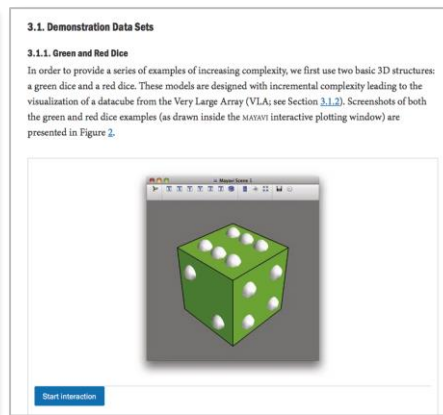 3.1. Demonstration Data Sets
3.1.1. Green and Red Dice
In order to provide a series of examples of increasing complexity, we first use two basic 3D structures:
a green dice and a red dice. These models are designed with incremental complexity leading to the
visualization of a datacube from the Very Large Array (VLA; see Section 3.1.2). Screenshots of both
the green and red dice examples (as drawn inside the MAYAVI interactive plotting window) are
presented in Figure 2.
Mayavi Scene 1
Start interaction